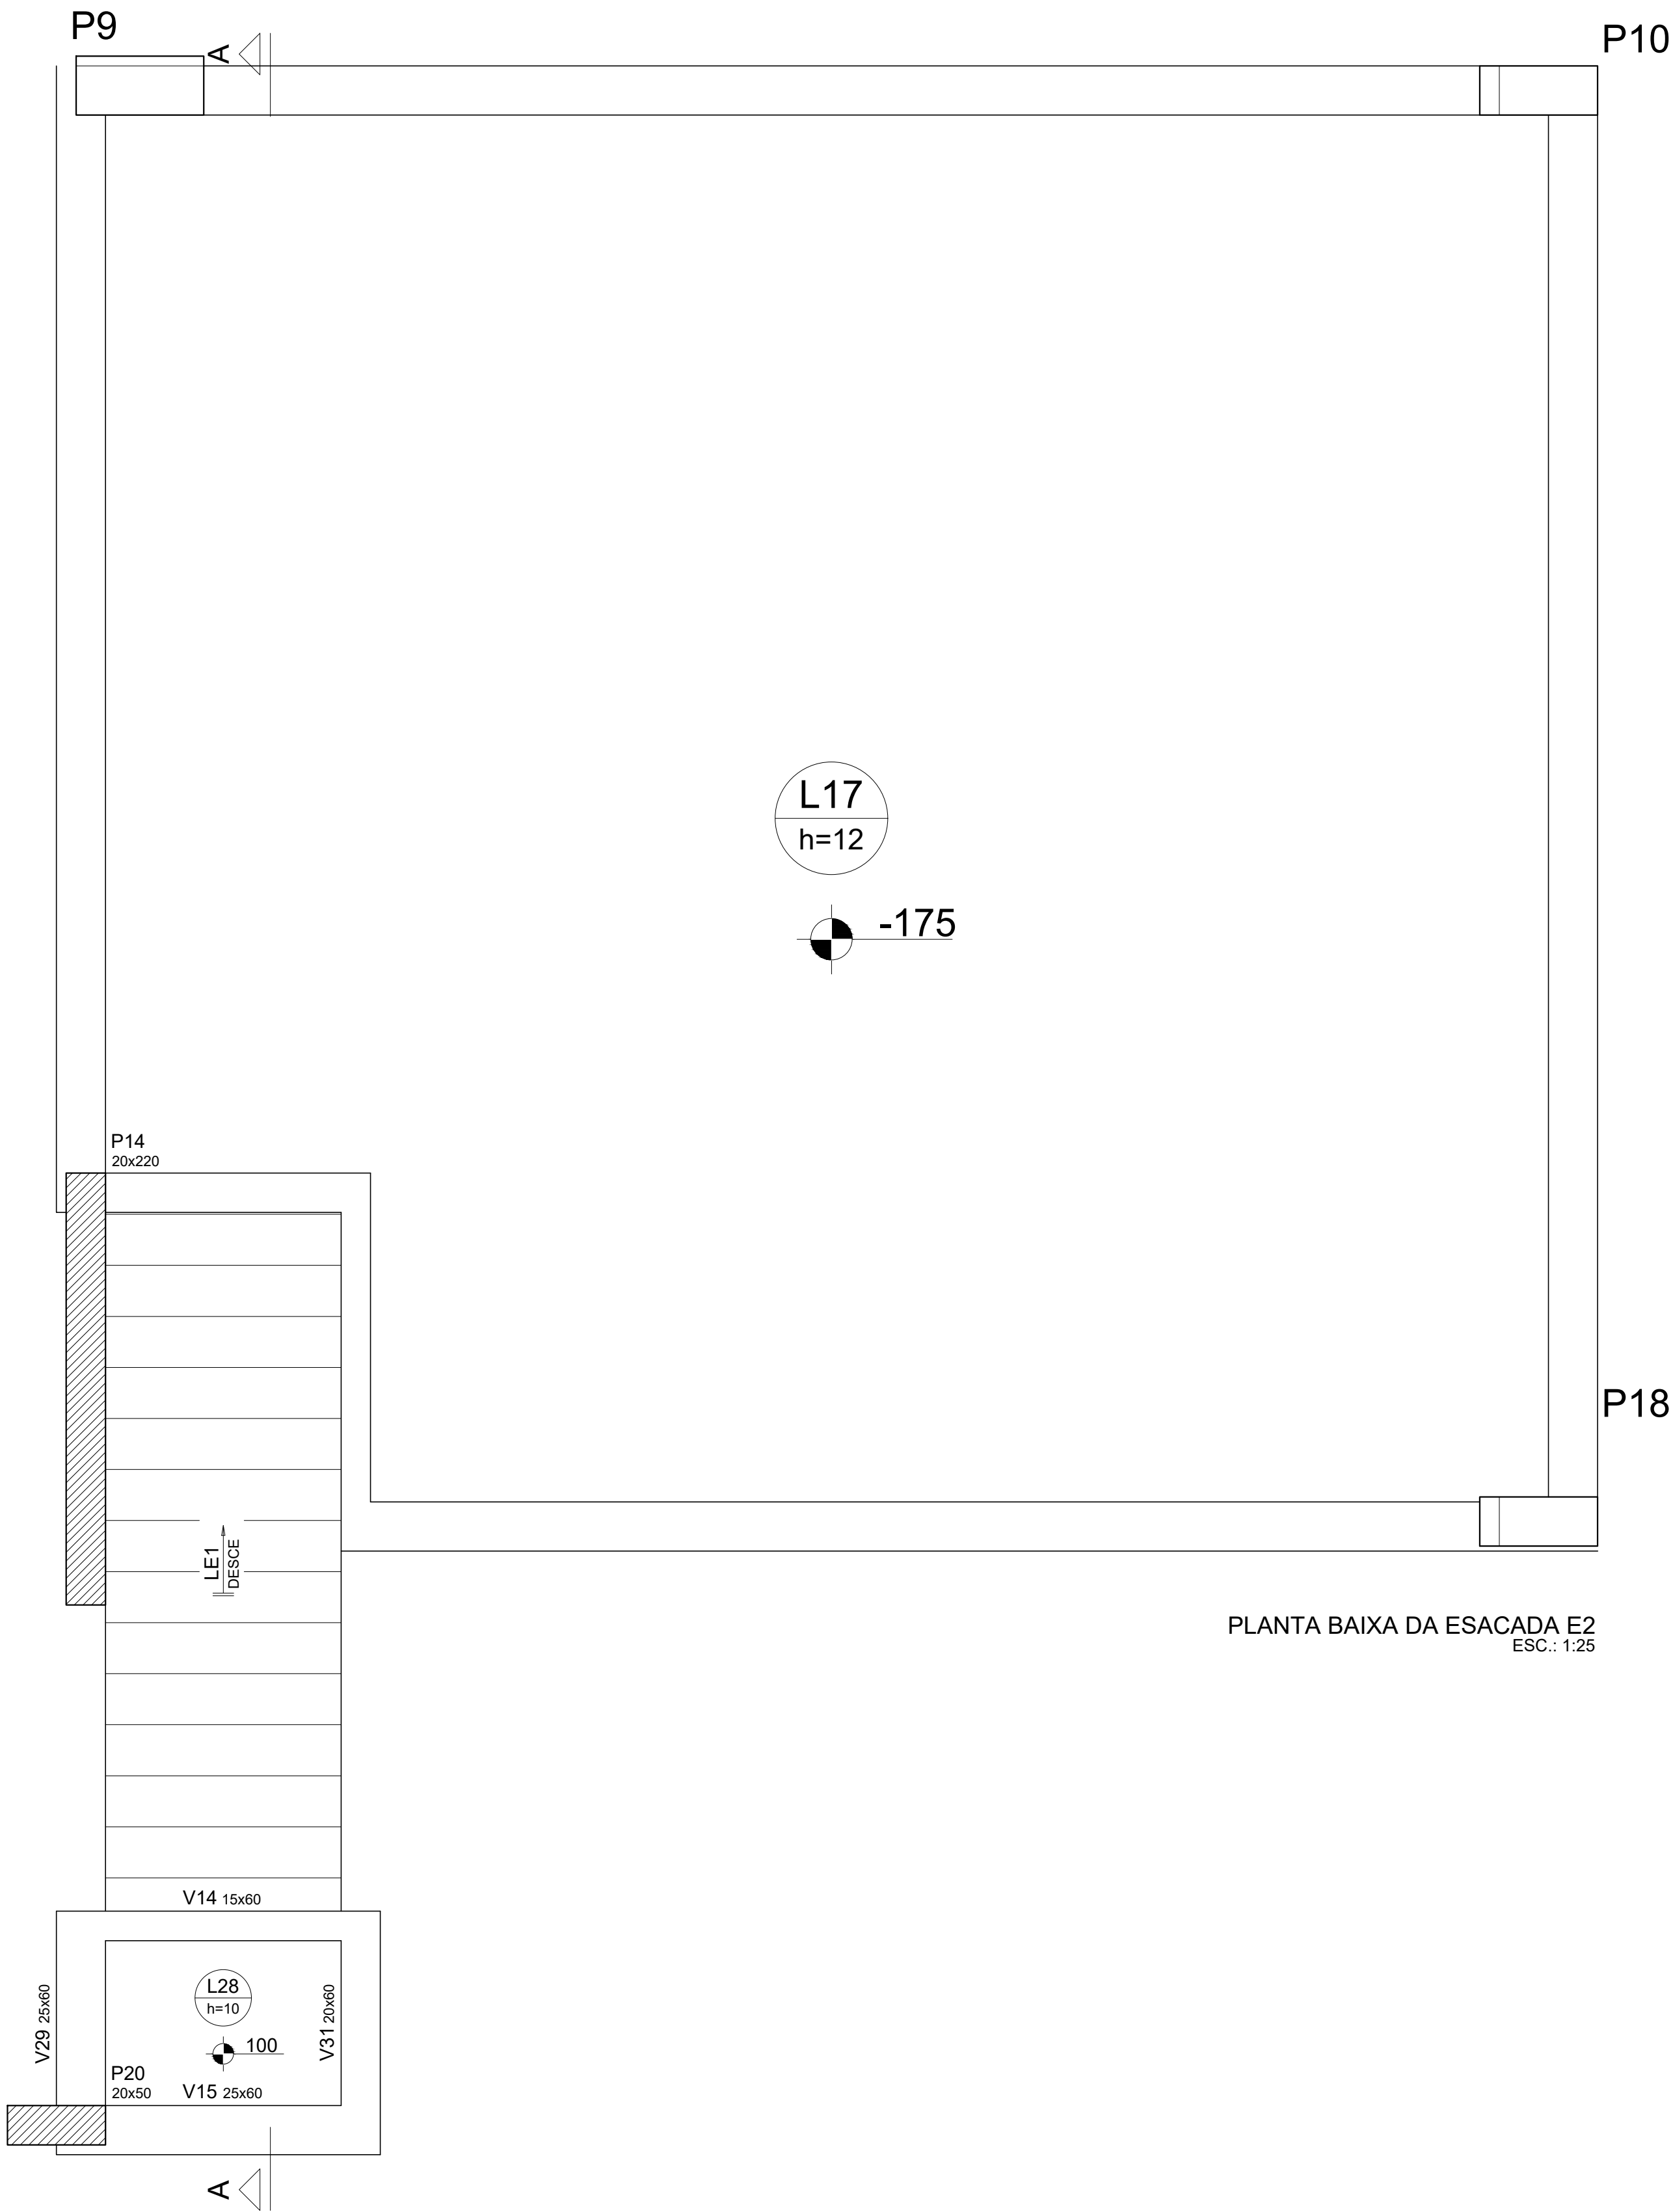 P9
A
P10
L17
h=12
-175
P14
20x220
P18
LE1
DESCE
PLANTA BAIXA DA ESACADA E2
ESC.: 1:25
V14 15x60
V29 25x60
L28
h=10
V31 20x60
100
P20
20x50
V15 25x60
A